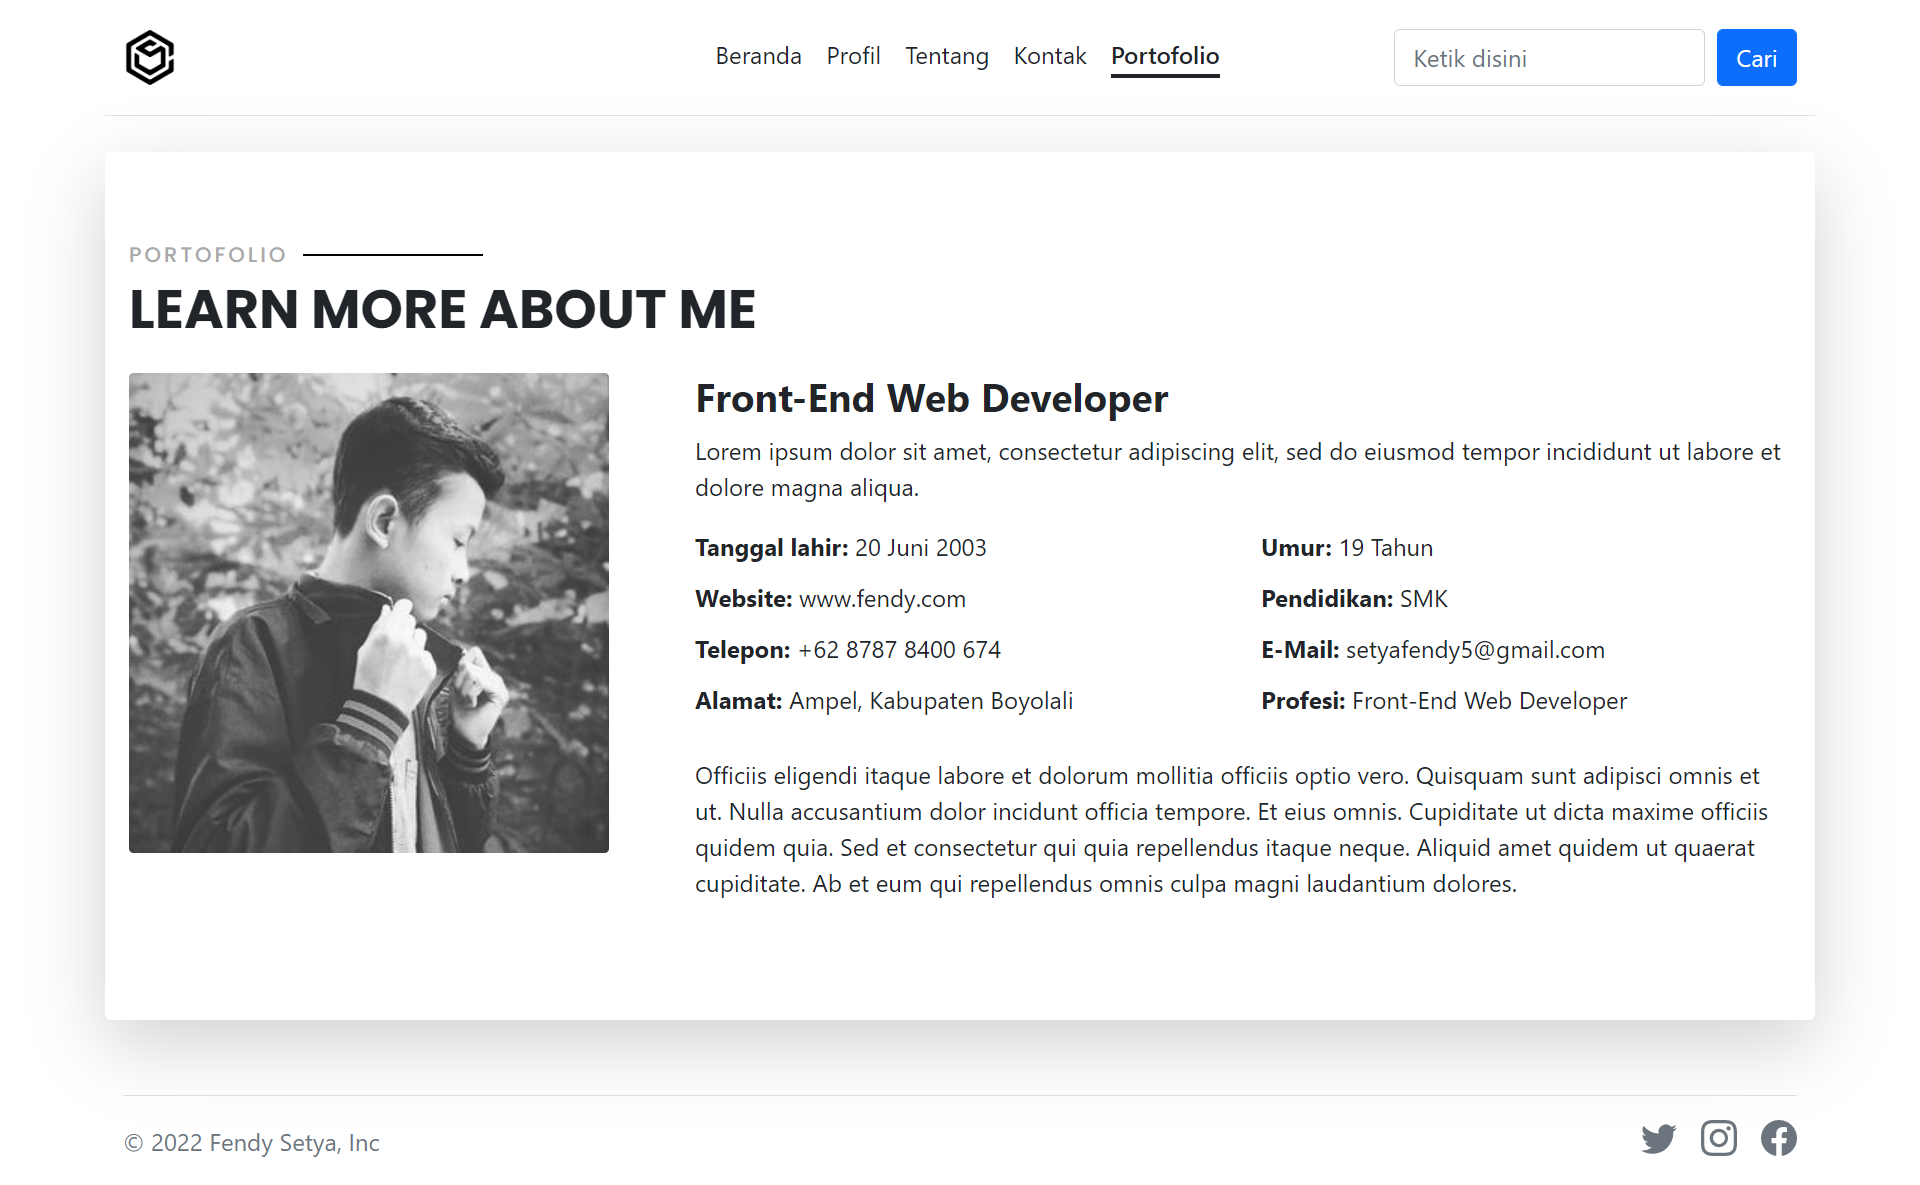 Beranda Profil Tentang Kontak Portofolio Ketik disini Cari
PORTOFOLIO
LEARN MORE ABOUT ME
Front-End Web Developer
Lorem ipsum dolor sit amet, consectetur adipiscing elit, sed do eiusmod tempor incididunt ut labore et
dolore magna aliqua.
Tanggal lahir: 20 Juni 2003
Umur: 19 Tahun
Website: www.fendy.com
Pendidikan: SMK
Telepon: +62 8787 8400 674
E-Mail: setyafendy5@gmail.com
Alamat: Ampel, Kabupaten Boyolali
Profesi: Front-End Web Developer
Officiis eligendi itaque labore et dolorum mollitia officiis optio vero. Quisquam sunt adipisci omnis et
ut. Nulla accusantium dolor incidunt officia tempore. Et eius omnis. Cupiditate ut dicta maxime officiis
quidem quia. Sed et consectetur qui quia repellendus itaque neque. Aliquid amet quidem ut quaerat
cupiditate. Ab et eum qui repellendus omnis culpa magni laudantium dolores.
© 2022 Fendy Setya, Inc